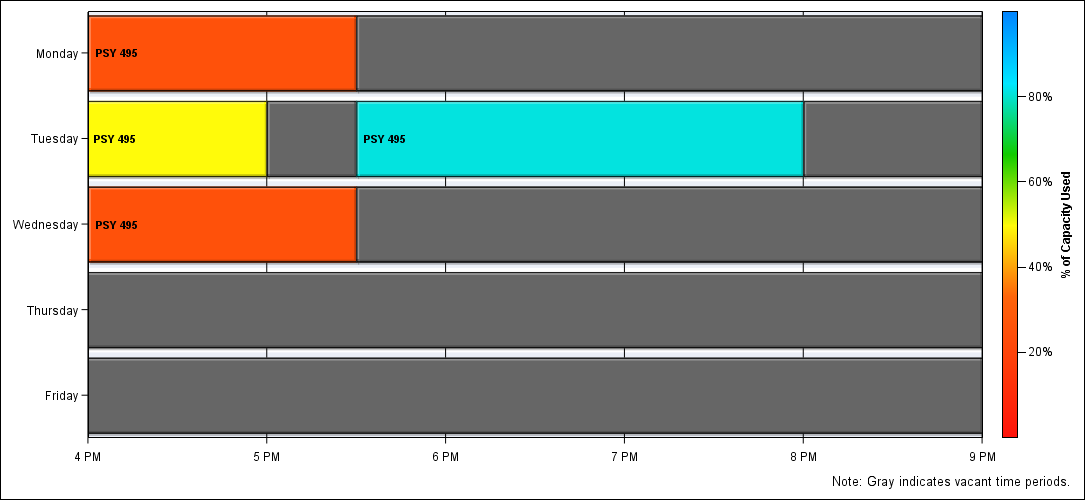 Monday
PSY 495
Tuesday
PSY 495
PSY 495
Wednesday
PSY 495
Thursday
Friday
4 PM
5 PM
6 PM
7 PM
8 PM
9 PM
80%
60%
40%
20%
% of Capacity Used
Note: Gray indicates vacant time periods.